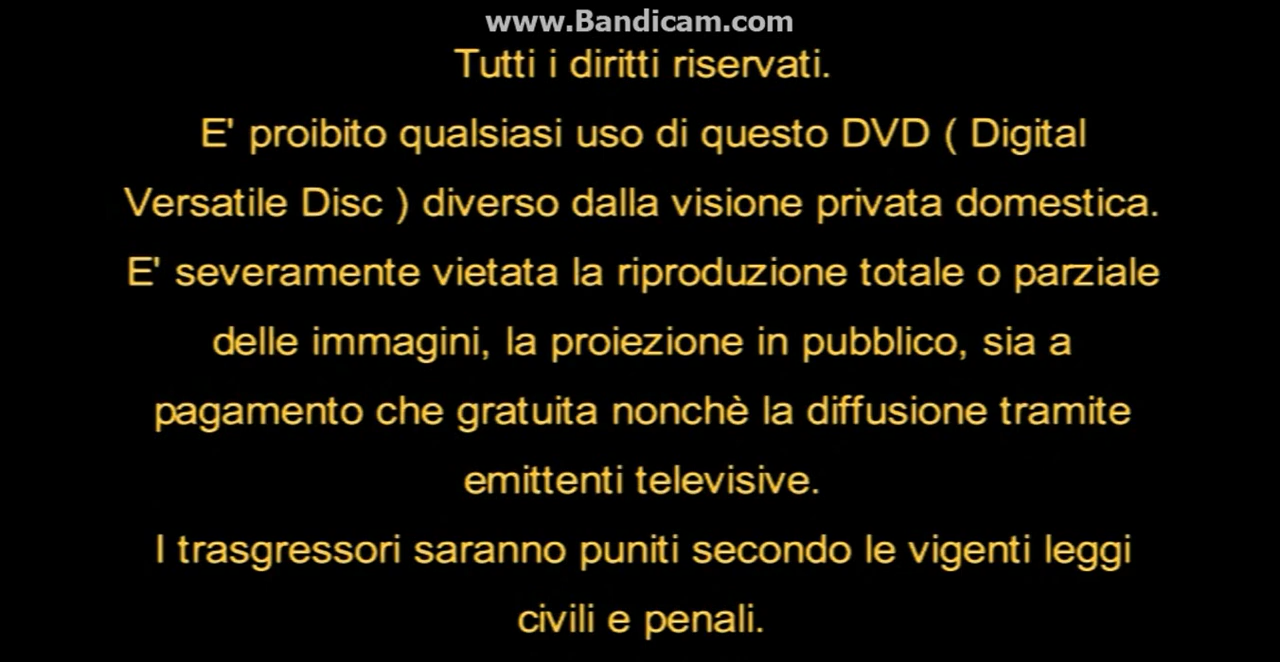 www.Bandicam.com
Tutti i diritti riservati.
E' proibito qualsiasi uso di questo DVD ( Digital
Versatile Disc ) diverso dalla visione privata domestica.
E' severamente vietata la riproduzione totale o parziale
delle immagini, la proiezione in pubblico, sia a
pagamento che gratuita nonchè la diffusione tramite
emittenti televisive.
I trasgressori saranno puniti secondo le vigenti leggi
civili e penali.